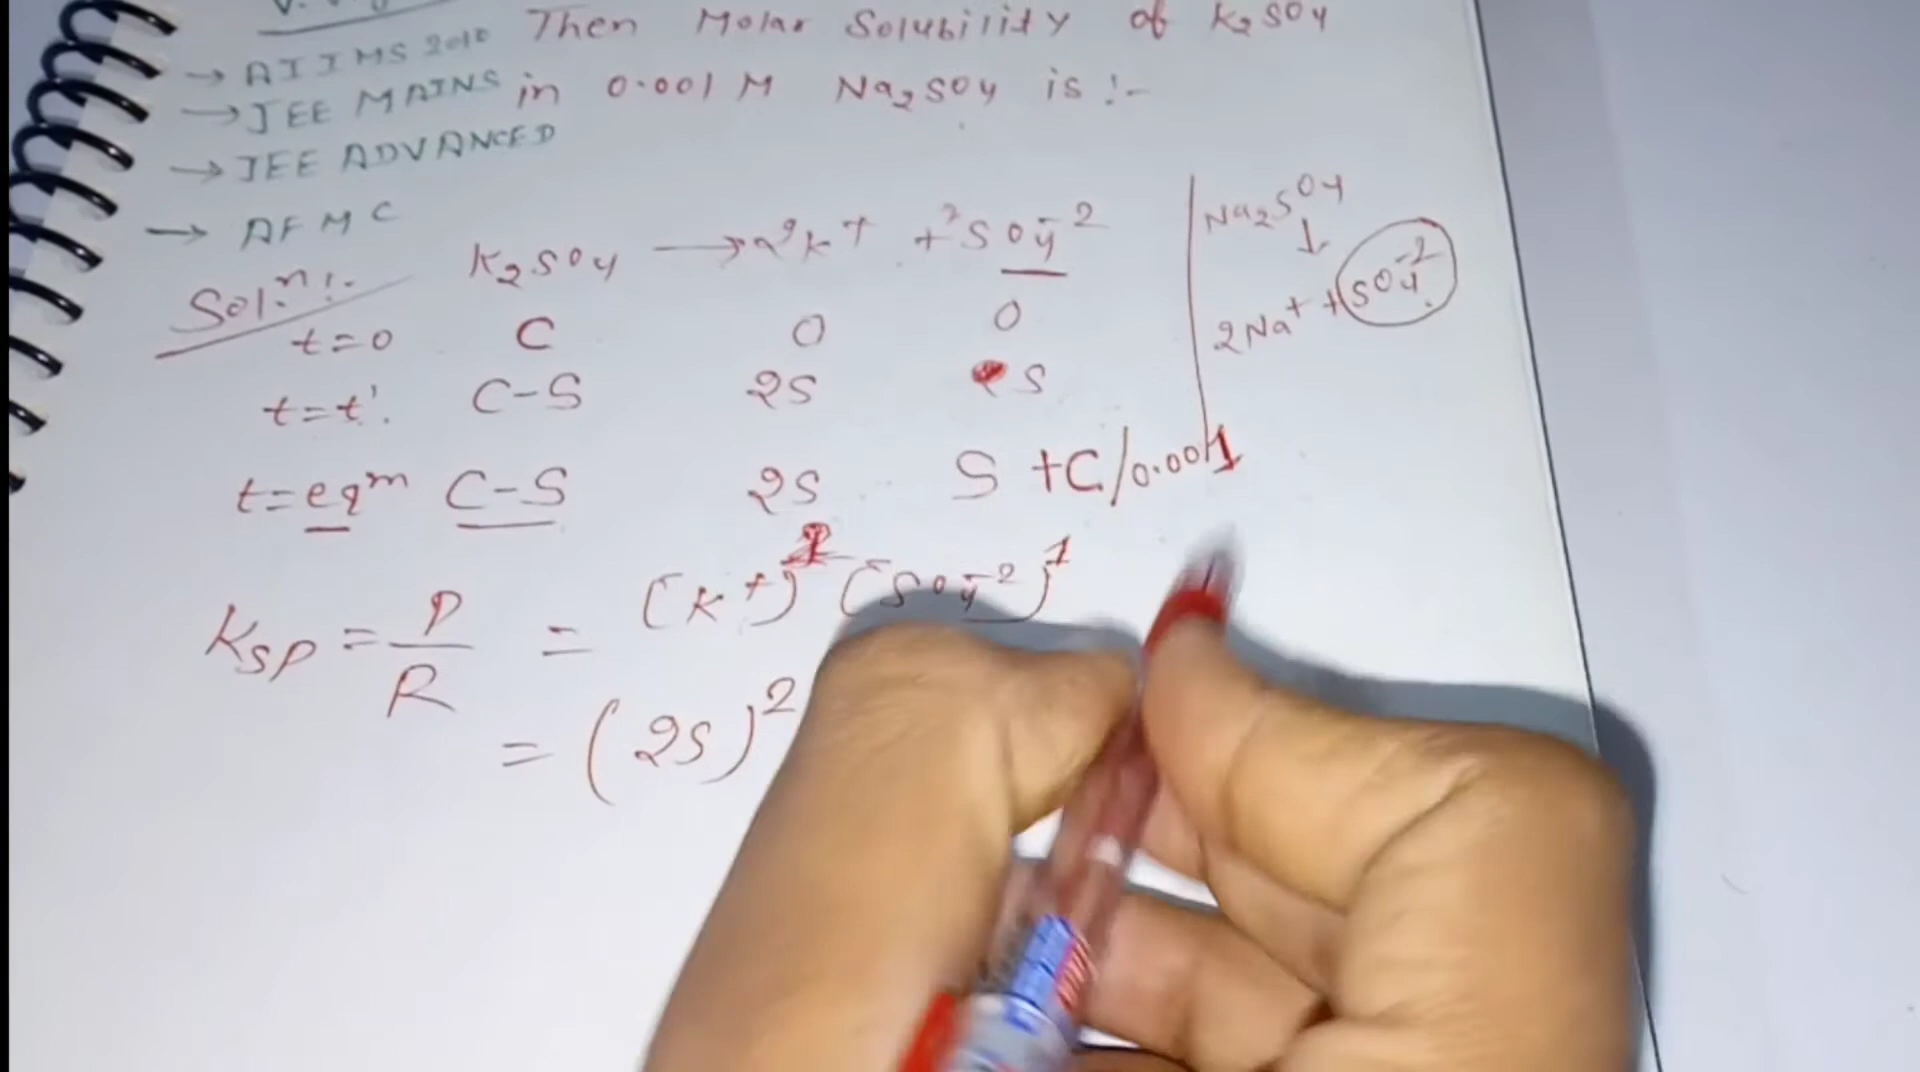 Then Molar Solubility of K2SO4
→ AIIMS 2010
→ JEE MAINS
in 0.001 M Na2SO4 is :-
→ JEE ADVANCED
→ AFMC
Solⁿ:-
K2SO4 → 2K⁺ + SO4⁻²
Na2SO4
↓
2Na⁺ + SO4⁻²
t=0 C 0 0
t=t'. C-S 2S S
t=eqᵐ C-S 2S S +C/0.001
Ksp = P/R = [K⁺]² [SO4⁻²]¹
= (2S)²